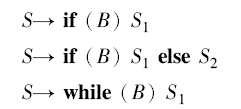 S→ if (B) S₁
S→ if (B) S₁ else S₂
S→ while (B) S₁